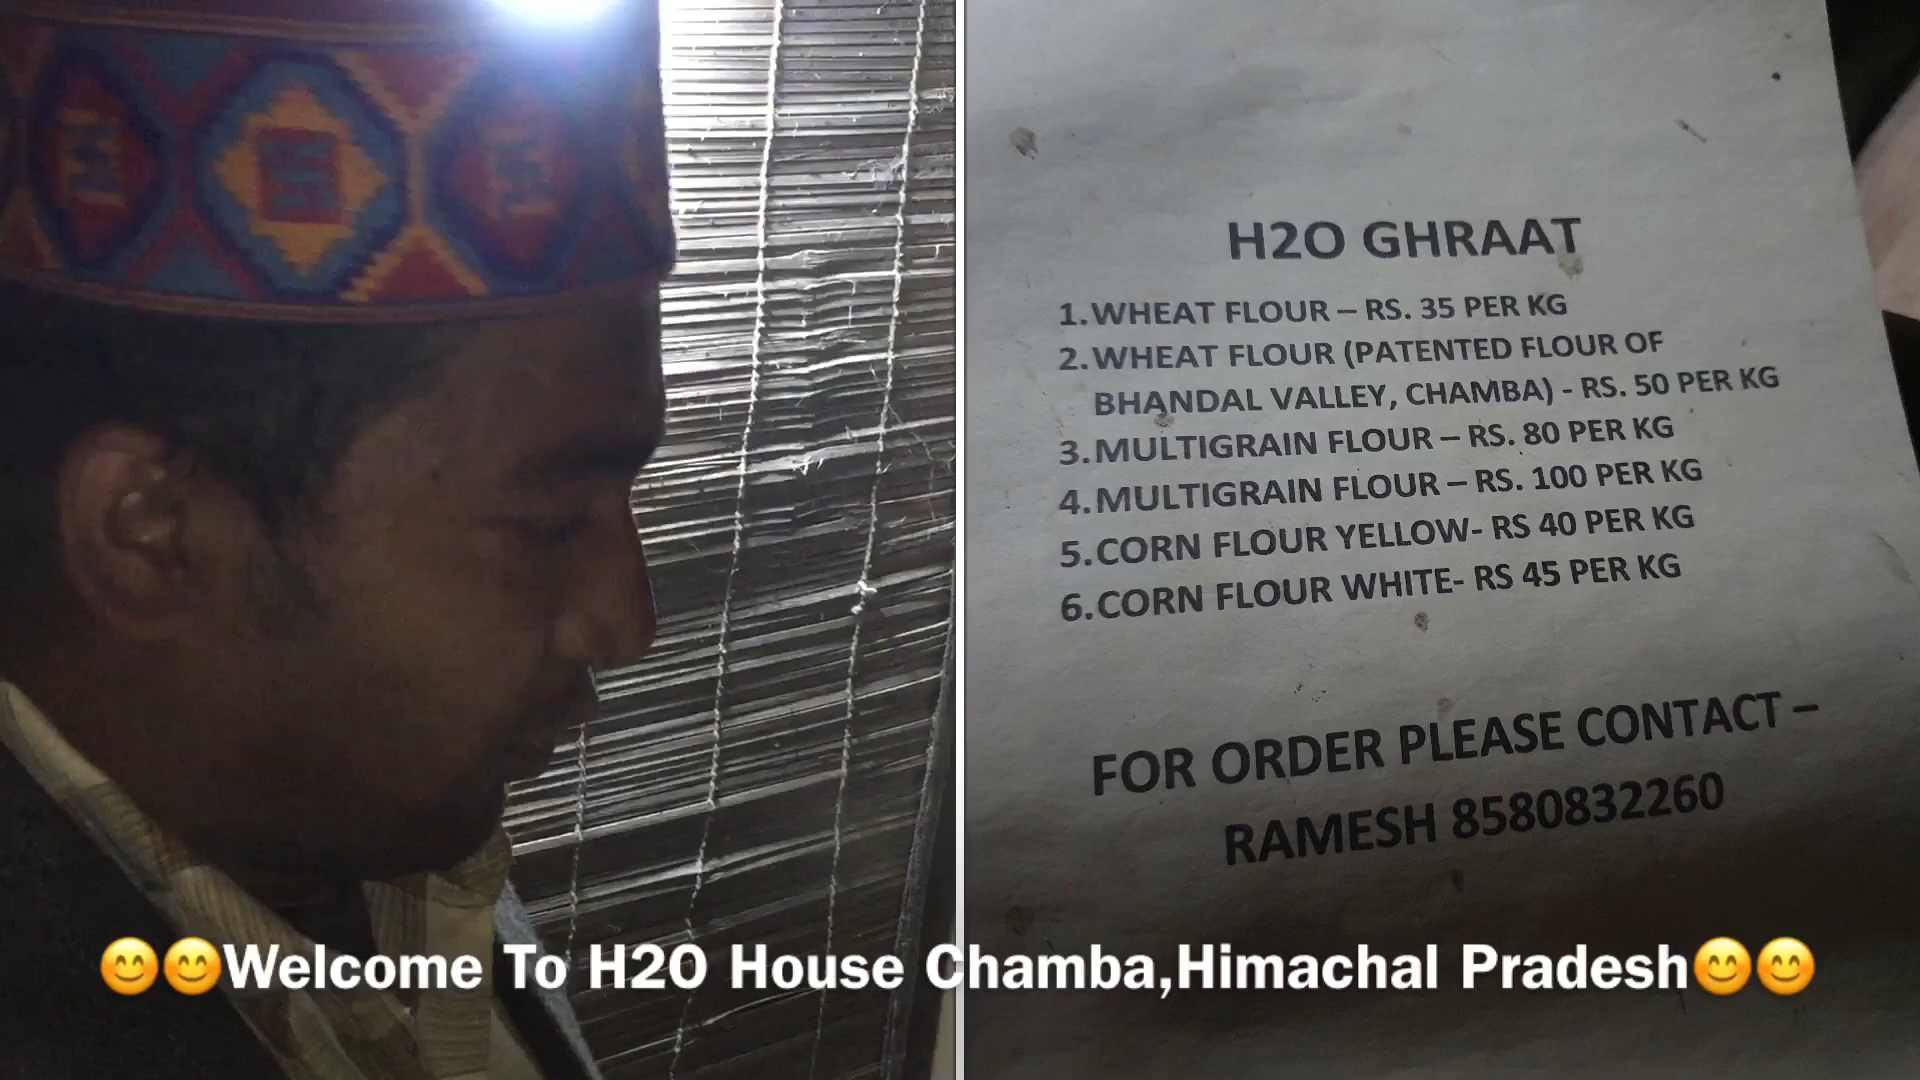 H2O GHRAAT
1. WHEAT FLOUR – RS. 35 PER KG
2. WHEAT FLOUR (PATENTED FLOUR OF
BHANDAL VALLEY, CHAMBA) - RS. 50 PER KG
3. MULTIGRAIN FLOUR – RS. 80 PER KG
4. MULTIGRAIN FLOUR – RS. 100 PER KG
5. CORN FLOUR YELLOW- RS 40 PER KG
6. CORN FLOUR WHITE- RS 45 PER KG
FOR ORDER PLEASE CONTACT –
RAMESH 8580832260
😊😊Welcome To H2O House Chamba,Himachal Pradesh😊😊